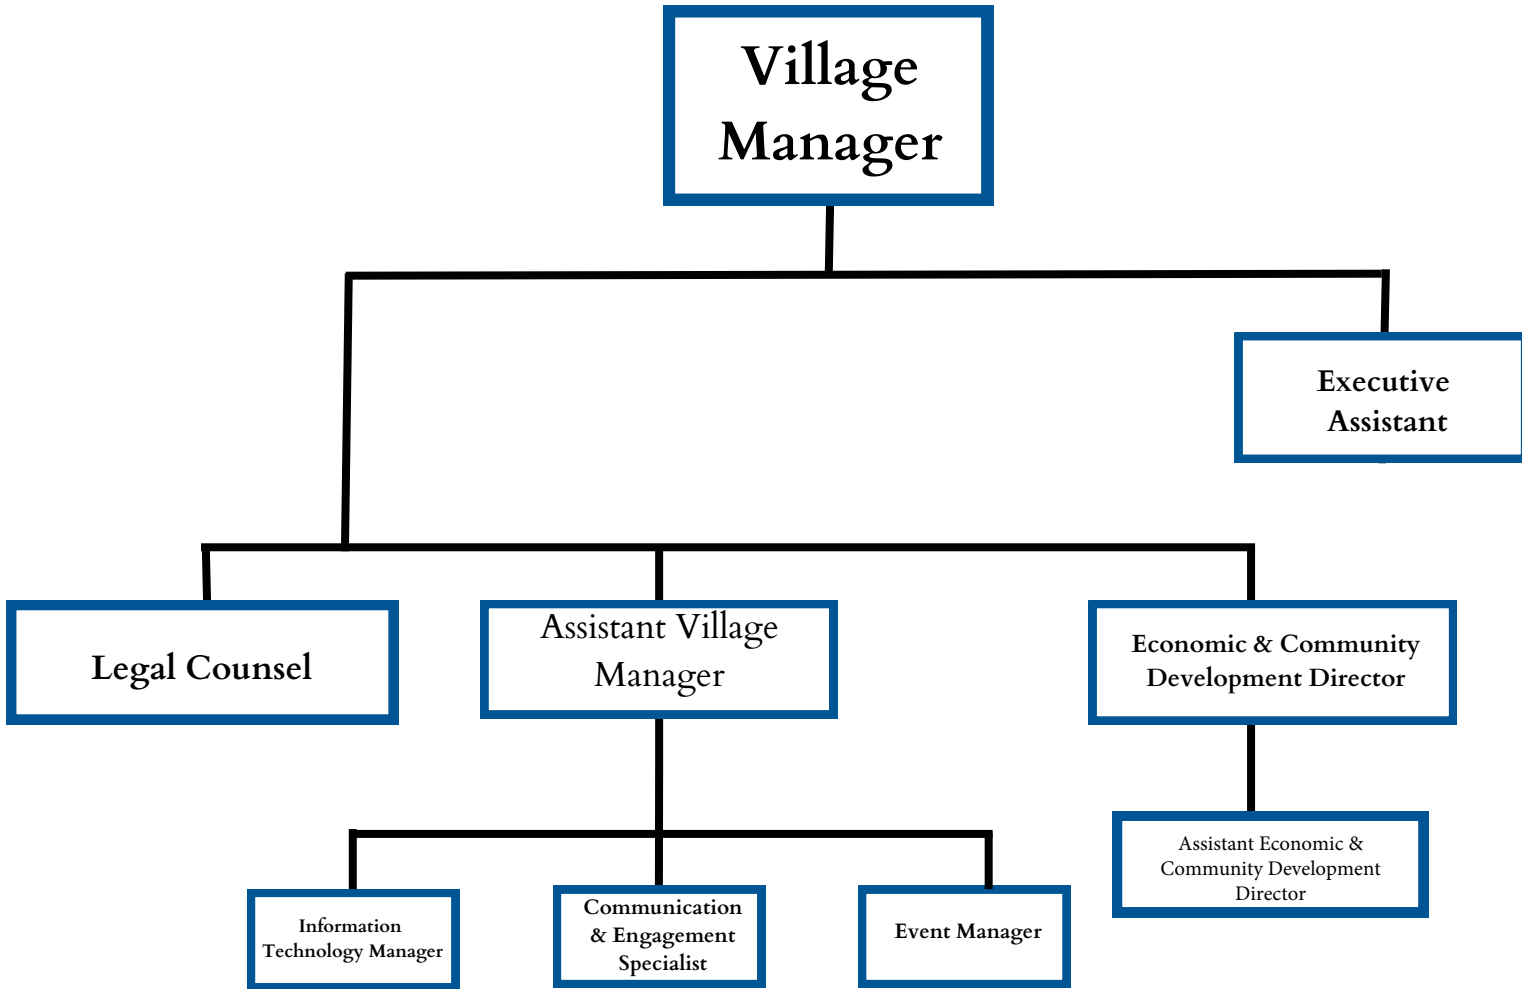 Village
Manager
Executive
Assistant
Legal Counsel
Assistant Village
Manager
Economic & Community
Development Director
Information
Technology Manager
Communication
& Engagement
Specialist
Event Manager
Assistant Economic &
Community Development
Director